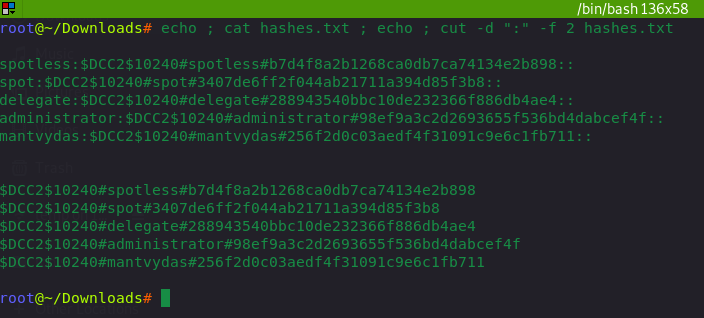 /bin/bash 136x58
root@~/Downloads# echo ; cat hashes.txt ; echo ; cut -d ":" -f 2 hashes.txt
spotless:$DCC2$10240#spotless#b7d4f8a2b1268ca0db7ca74134e2b898::
spot:$DCC2$10240#spot#3407de6ff2f044ab21711a394d85f3b8::
delegate:$DCC2$10240#delegate#288943540bbc10de232366f886db4ae4::
administrator:$DCC2$10240#administrator#98ef9a3c2d2693655f536bd4dabcef4f::
mantvydas:$DCC2$10240#mantvydas#256f2d0c03aedf4f31091c9e6c1fb711::
$DCC2$10240#spotless#b7d4f8a2b1268ca0db7ca74134e2b898
$DCC2$10240#spot#3407de6ff2f044ab21711a394d85f3b8
$DCC2$10240#delegate#288943540bbc10de232366f886db4ae4
$DCC2$10240#administrator#98ef9a3c2d2693655f536bd4dabcef4f
$DCC2$10240#mantvydas#256f2d0c03aedf4f31091c9e6c1fb711
root@~/Downloads#